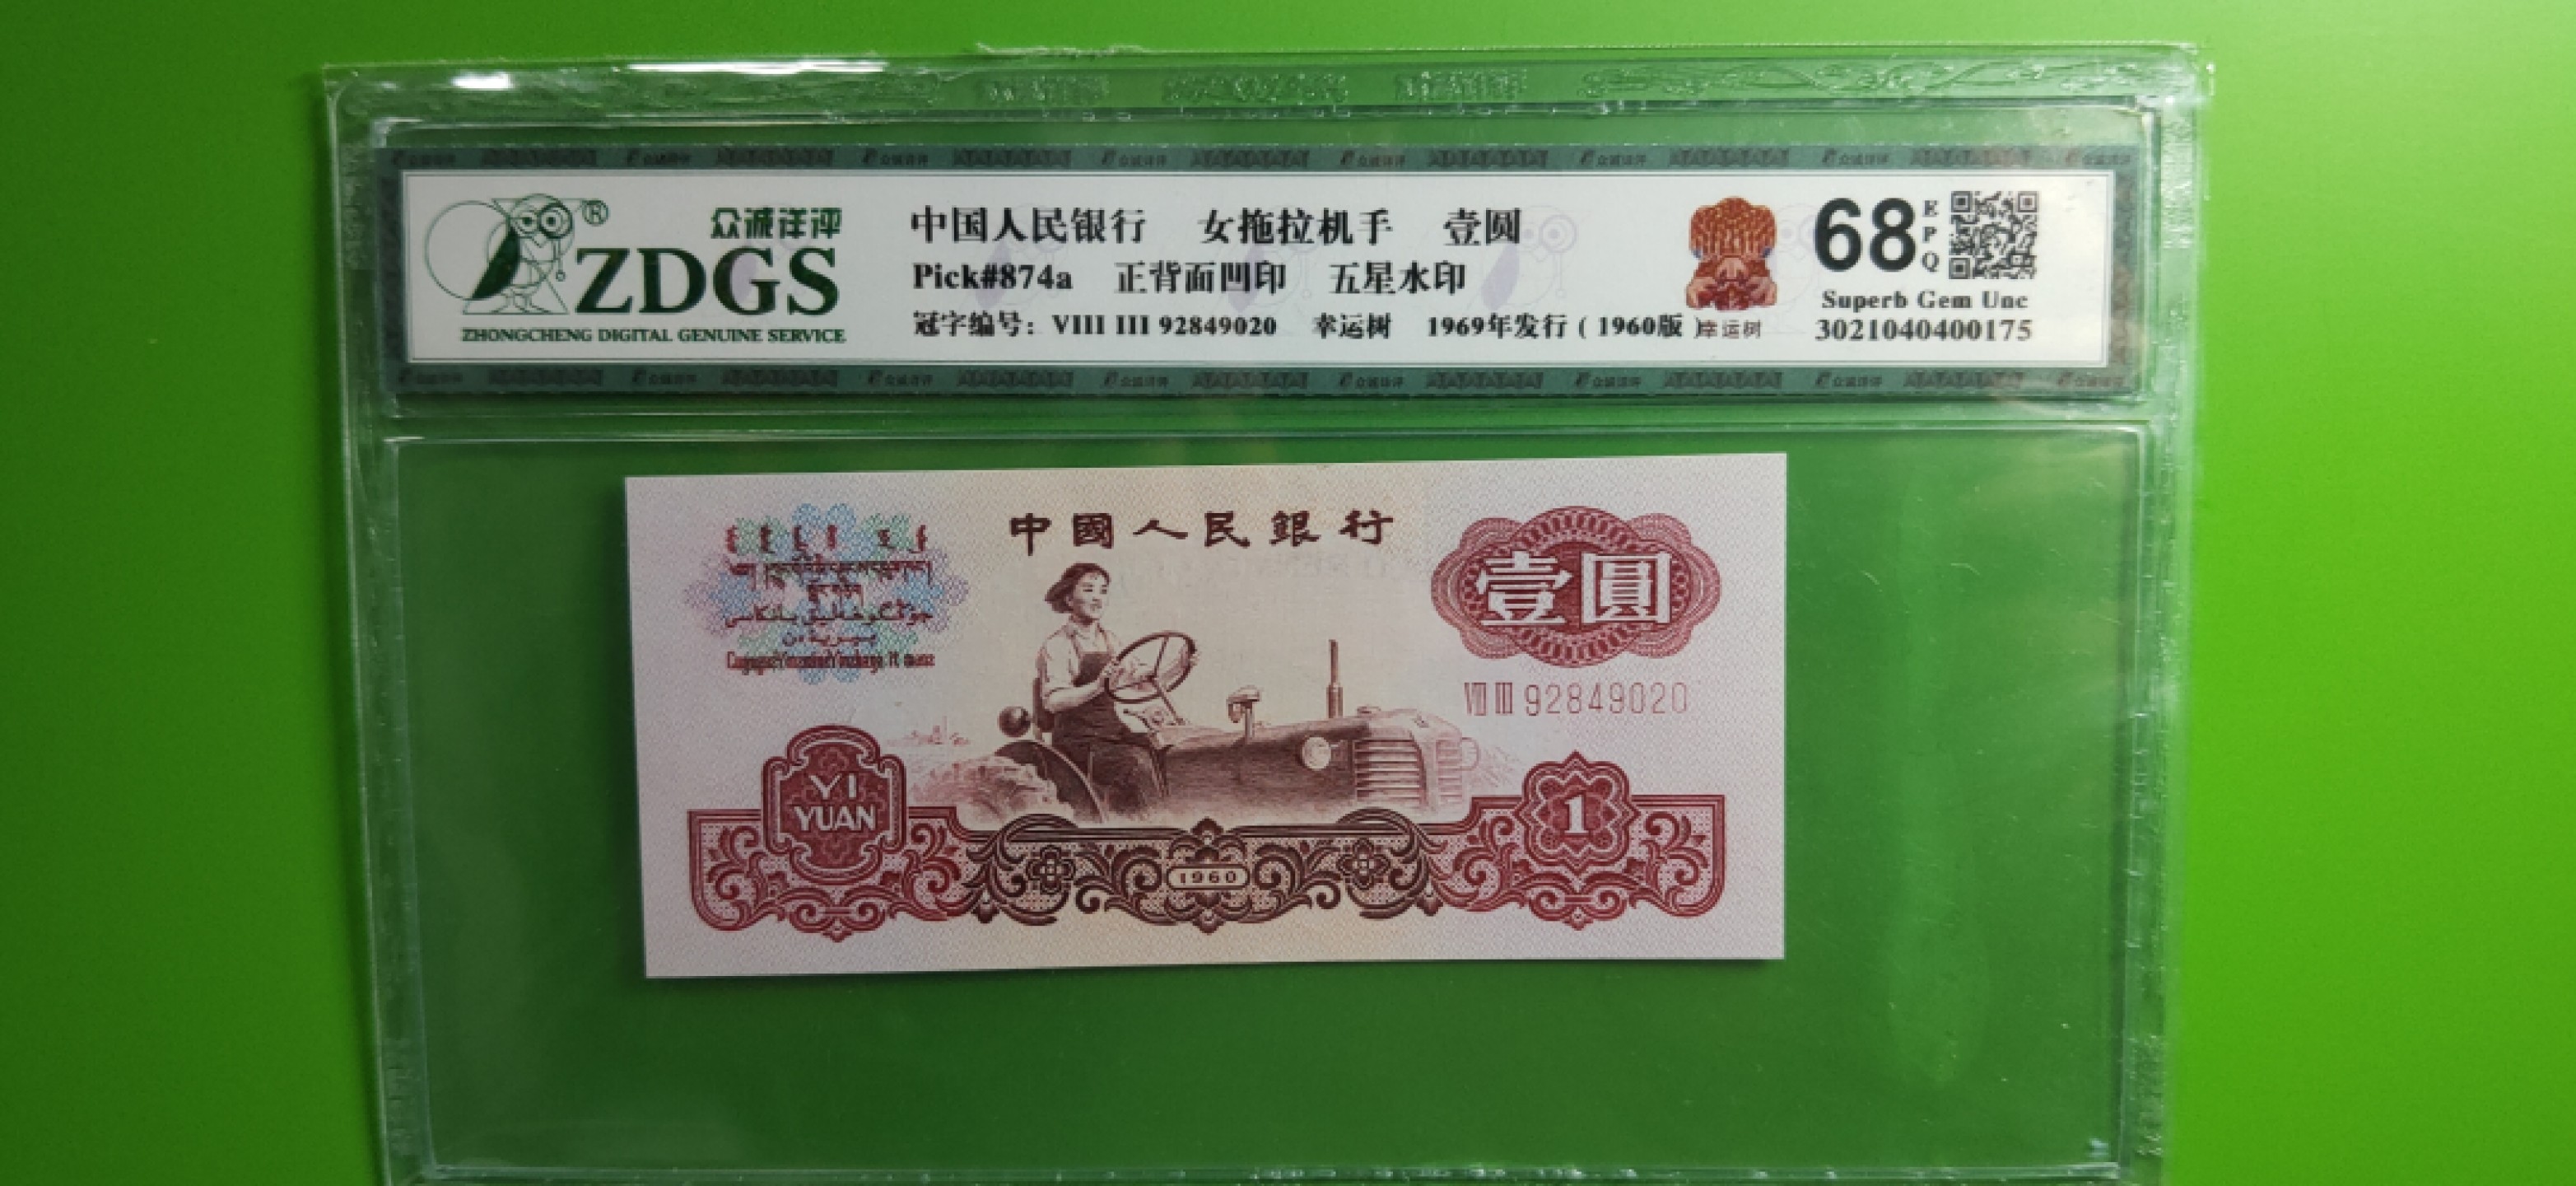 众诚评评
ZDGS®
ZHONGCHENG DIGITAL GENUINE SERVICE
中国人民银行 女拖拉机手 壹圆
Pick#874a 正背面凹印 五星水印
冠字编号：VIII III 92849020 幸运树 1969年发行（1960版）
幸运树
68
EPQ
Superb Gem Unc
3021040400175
中國人民銀行
壹圓
VIII III 92849020
YI
YUAN
1960
1